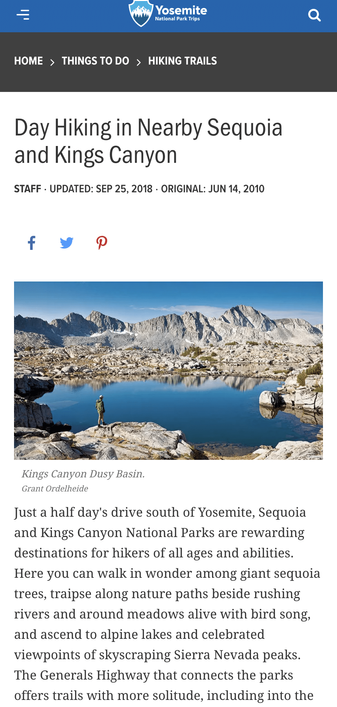 Yosemite
National Park Trips
HOME › THINGS TO DO › HIKING TRAILS
Day Hiking in Nearby Sequoia
and Kings Canyon
STAFF · UPDATED: SEP 25, 2018 · ORIGINAL: JUN 14, 2010
Kings Canyon Dusy Basin.
Grant Ordelheide
Just a half day's drive south of Yosemite, Sequoia
and Kings Canyon National Parks are rewarding
destinations for hikers of all ages and abilities.
Here you can walk in wonder among giant sequoia
trees, traipse along nature paths beside rushing
rivers and around meadows alive with bird song,
and ascend to alpine lakes and celebrated
viewpoints of skyscraping Sierra Nevada peaks.
The Generals Highway that connects the parks
offers trails with more solitude, including into the